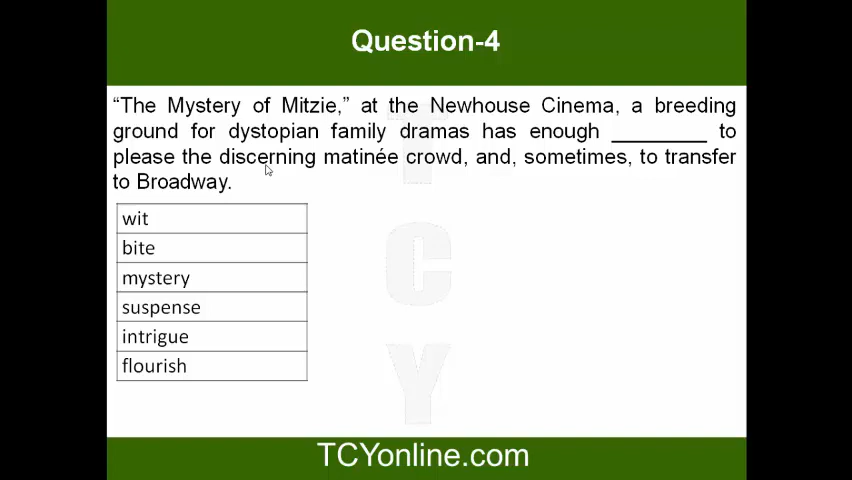 Question-4
“The Mystery of Mitzie,” at the Newhouse Cinema, a breeding
ground for dystopian family dramas has enough ________ to
please the discerning matinée crowd, and, sometimes, to transfer
to Broadway.
wit
bite
mystery
suspense
intrigue
flourish
T
C
Y
TCYonline.com